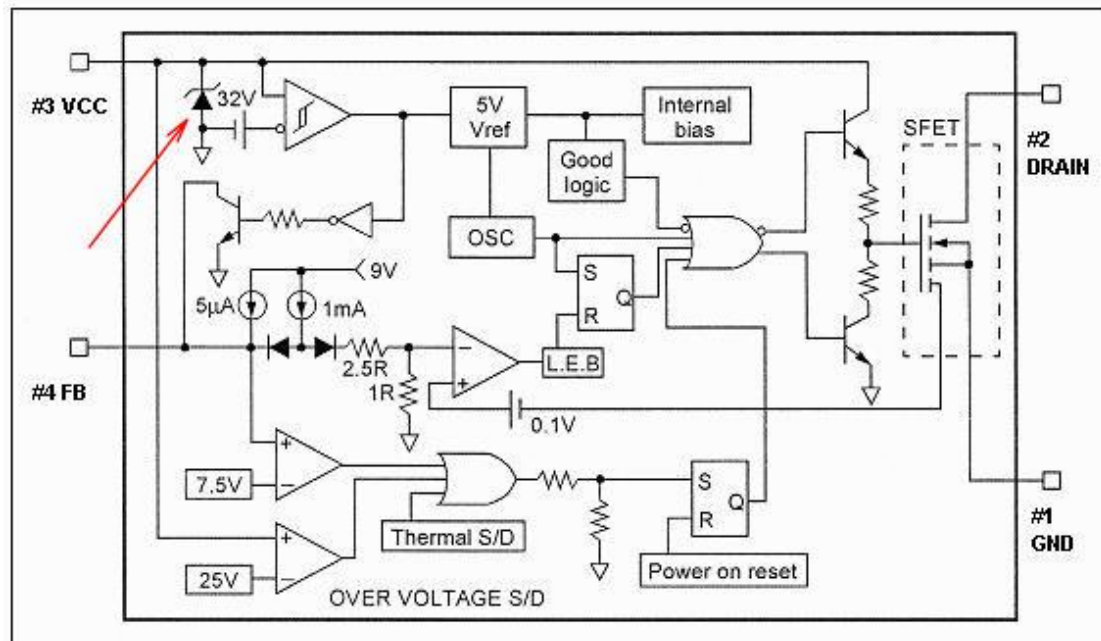 #3 VCC
32V
5V
Vref
Internal
bias
Good
logic
SFET
#2
DRAIN
OSC
9V
5µA
1mA
S
Q
R
#4 FB
2.5R
1R
L.E.B
0.1V
7.5V
Thermal S/D
S
Q
R
25V
Power on reset
OVER VOLTAGE S/D
#1
GND